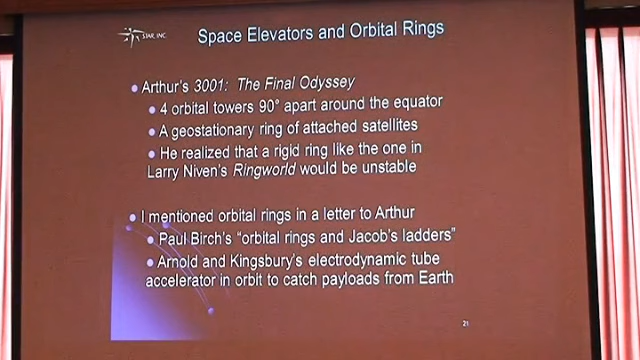 STAR, INC
Space Elevators and Orbital Rings
Arthur's 3001: The Final Odyssey
4 orbital towers 90° apart around the equator
A geostationary ring of attached satellites
He realized that a rigid ring like the one in
Larry Niven's Ringworld would be unstable
I mentioned orbital rings in a letter to Arthur
Paul Birch's "orbital rings and Jacob's ladders"
Arnold and Kingsbury's electrodynamic tube
accelerator in orbit to catch payloads from Earth
21